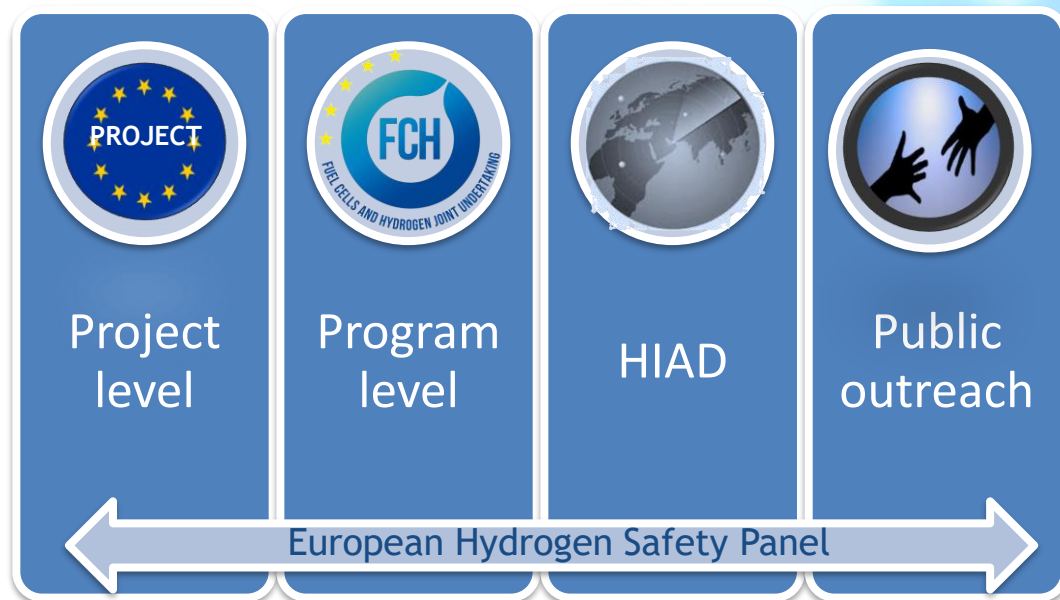 PROJECT
FCH
FUEL CELLS AND HYDROGEN JOINT UNDERTAKING
Project
level
Program
level
HIAD
Public
outreach
European Hydrogen Safety Panel